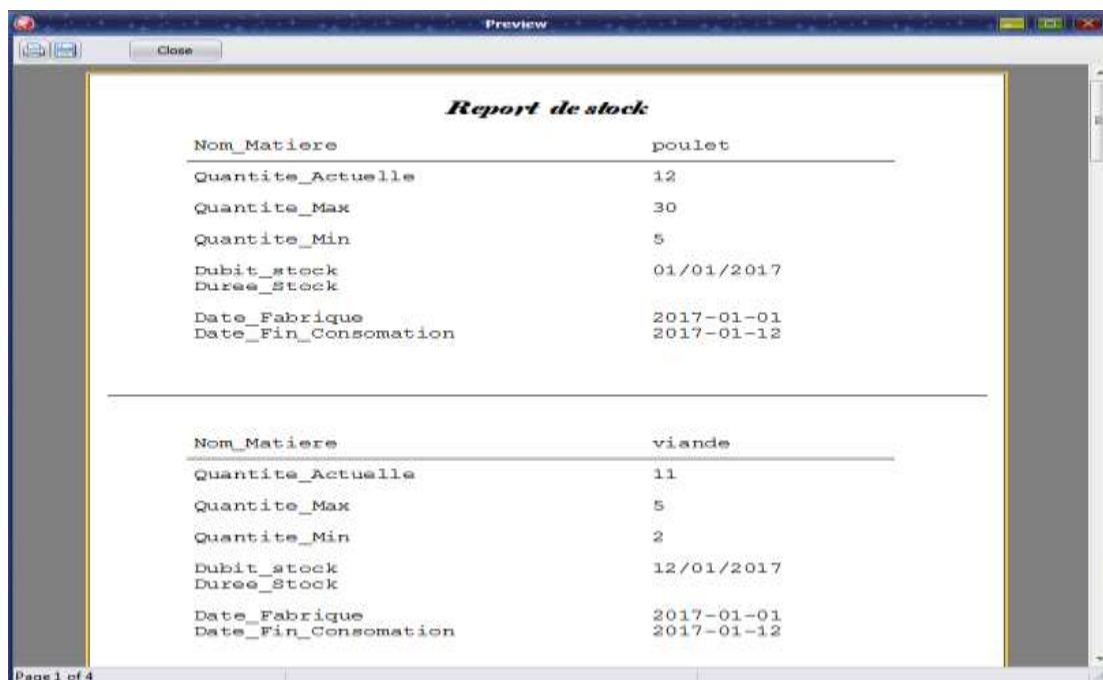 Preview
Close
Report de stock
Nom_Matiere poulet
Quantite_Actuelle 12
Quantite_Max 30
Quantite_Min 5
Dubit_stock 01/01/2017
Duree_Stock
Date_Fabrique 2017-01-01
Date_Fin_Consomation 2017-01-12
Nom_Matiere viande
Quantite_Actuelle 11
Quantite_Max 5
Quantite_Min 2
Dubit_stock 12/01/2017
Duree_Stock
Date_Fabrique 2017-01-01
Date_Fin_Consomation 2017-01-12
Page 1 of 4